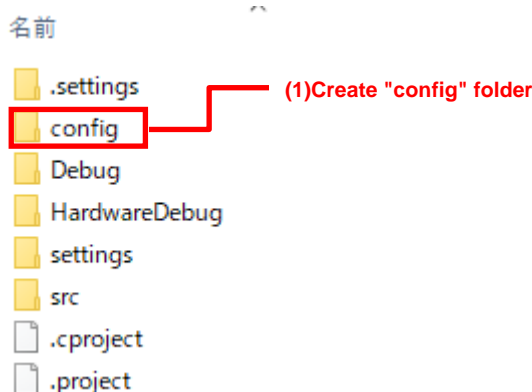 名前
.settings
(1)Create "config" folder
config
Debug
HardwareDebug
settings
src
.cproject
.project